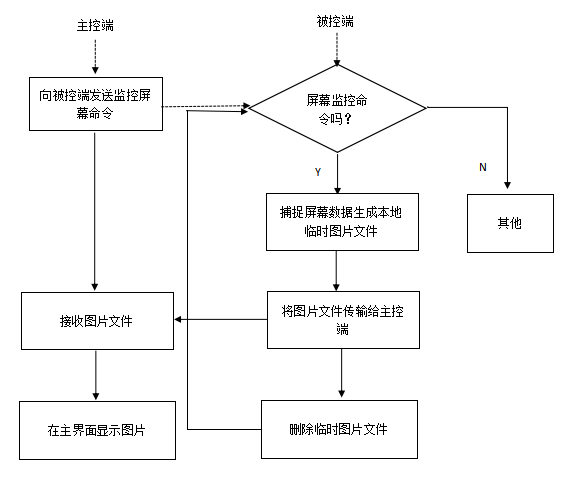 主控端
被控端
向被控端发送监控屏
幕命令
屏幕监控命
令吗?
Y
N
捕捉屏幕数据生成本地
临时图片文件
其他
接收图片文件
将图片文件传输给主控
端
在主界面显示图片
删除临时图片文件